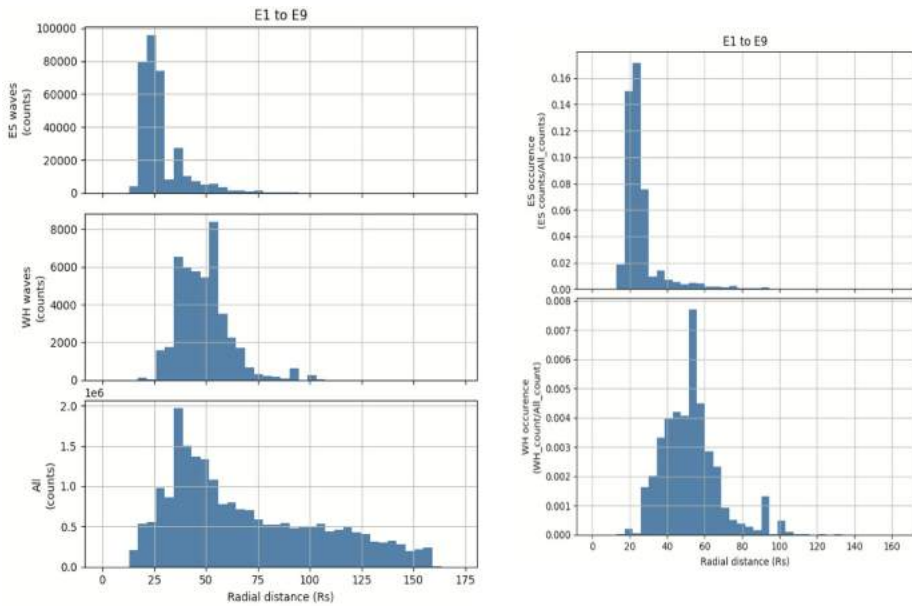 E1 to E9
100000
80000
60000
40000
20000
0
ES waves
(counts)
8000
6000
4000
2000
0
WH waves
(counts)
1e6
2.0
1.5
1.0
0.5
0.0
All
(counts)
0 25 50 75 100 125 150 175
Radial distance (Rs)
E1 to E9
0.16
0.14
0.12
0.10
0.08
0.06
0.04
0.02
0.00
ES occurence
(ES counts/All_counts)
0.008
0.007
0.006
0.005
0.004
0.003
0.002
0.001
0.000
WH occurence
(WH_count/All_count)
0 20 40 60 80 100 120 140 160
Radial distance (Rs)